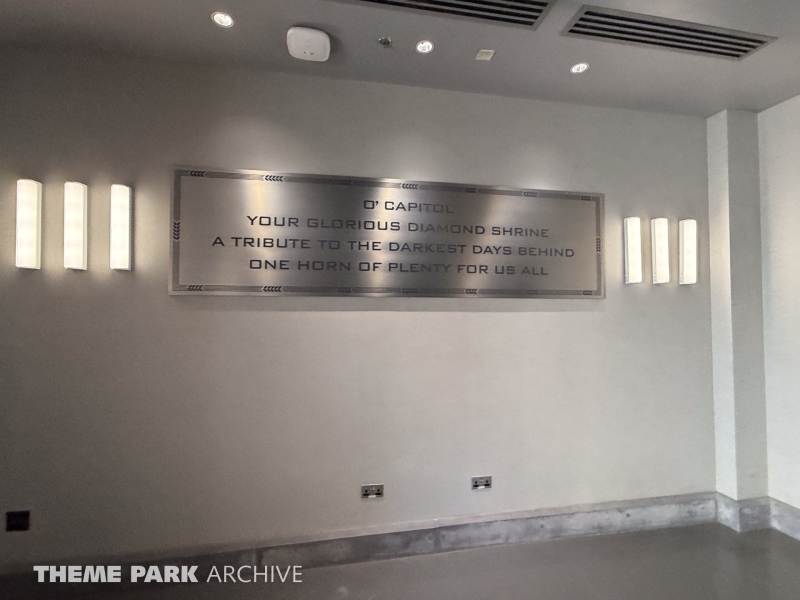 O' CAPITOL
YOUR GLORIOUS DIAMOND SHRINE
A TRIBUTE TO THE DARKEST DAYS BEHIND
ONE HORN OF PLENTY FOR US ALL
THEME PARK ARCHIVE